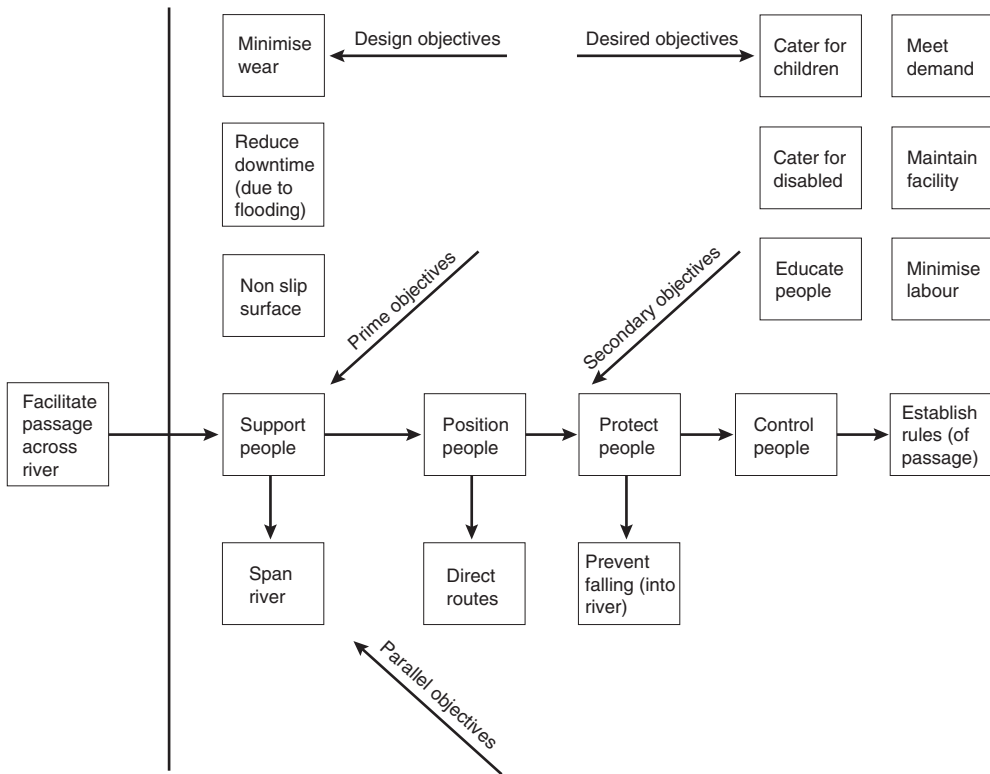 Minimise
wear
Design objectives
Desired objectives
Cater for
children
Meet
demand
Reduce
downtime
(due to
flooding)
Cater for
disabled
Maintain
facility
Non slip
surface
Prime objectives
Secondary objectives
Educate
people
Minimise
labour
Facilitate
passage
across
river
Support
people
Position
people
Protect
people
Control
people
Establish
rules (of
passage)
Span
river
Direct
routes
Prevent
falling (into
river)
Parallel objectives